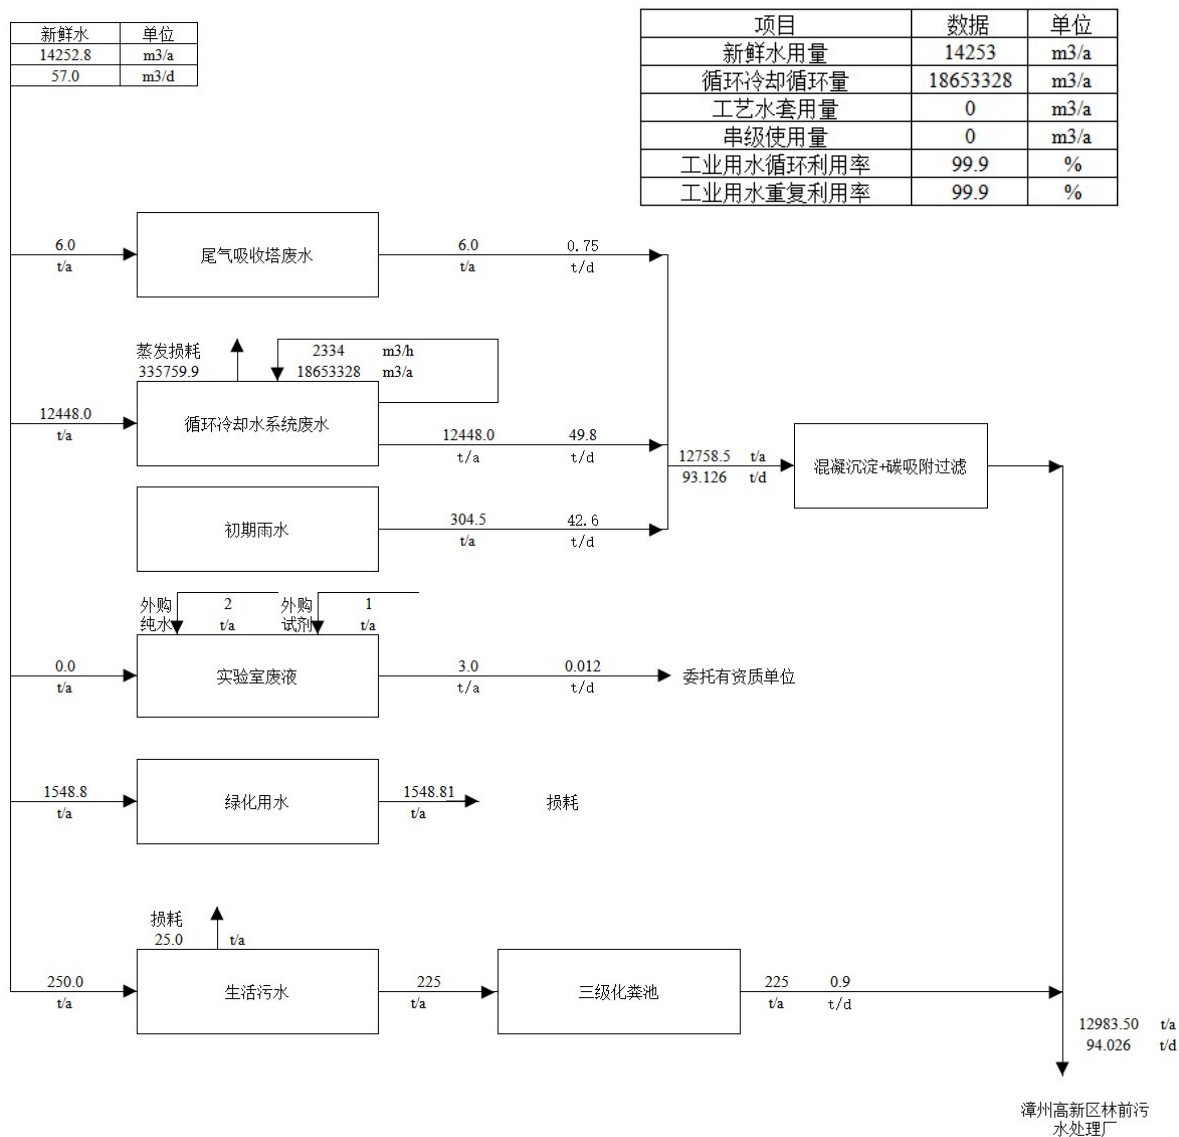 新鲜水 单位
14252.8 m3/a
57.0 m3/d
项目 数据 单位
新鲜水用量 14253 m3/a
循环冷却循环量 18653328 m3/a
工艺水套用量 0 m3/a
串级使用量 0 m3/a
工业用水循环利用率 99.9 %
工业用水重复利用率 99.9 %
6.0
t/a
尾气吸收塔废水
6.0 0.75
t/a t/d
蒸发损耗
335759.9
2334 m3/h
18653328 m3/a
12448.0
t/a
循环冷却水系统废水
12448.0 49.8
t/a t/d
12758.5 t/a
93.126 t/d
混凝沉淀+碳吸附过滤
初期雨水
304.5 42.6
t/a t/d
外购
纯水
2
t/a
外购
试剂
1
t/a
0.0
t/a
实验室废液
3.0 0.012
t/a t/d
委托有资质单位
1548.8
t/a
绿化用水
1548.81
t/a
损耗
损耗
25.0 t/a
250.0
t/a
生活污水
225
t/a
三级化粪池
225 0.9
t/a t/d
12983.50 t/a
94.026 t/d
漳州高新区林前污
水处理厂